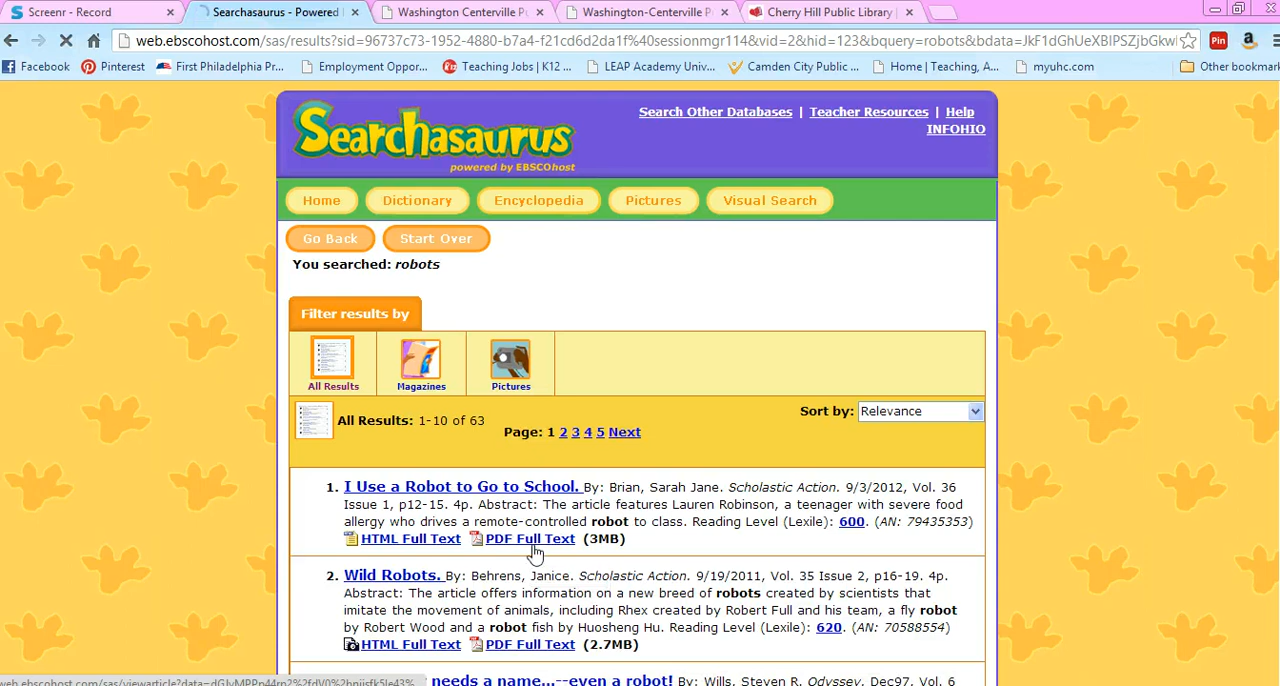 Screenr - Record
Searchasaurus - Powered
Washington Centerville Pu
Washington-Centerville P
Cherry Hill Public Library
web.ebscohost.com/sas/results?sid=96737c73-1952-4880-b7a4-f21cd6d2da1f%40sessionmgr114&vid=2&hid=123&bquery=robots&bdata=
Pin
Facebook Pinterest First Philadelphia Pr... Employment Oppor... Teaching Jobs | K12 ... LEAP Academy Univ... Camden City Public ... Home | Teaching, A... myuhc.com Other bookmark
Searchasaurus
powered by EBSCOhost
Search Other Databases | Teacher Resources | Help
INFOHIO
Home Dictionary Encyclopedia Pictures Visual Search
Go Back Start Over
You searched: robots
Filter results by
All Results Magazines Pictures
All Results: 1-10 of 63
Page: 1 2 3 4 5 Next
Sort by: Relevance
1. I Use a Robot to Go to School. By: Brian, Sarah Jane. Scholastic Action. 9/3/2012, Vol. 36
Issue 1, p12-15. 4p. Abstract: The article features Lauren Robinson, a teenager with severe food
allergy who drives a remote-controlled robot to class. Reading Level (Lexile): 600. (AN: 79435353)
HTML Full Text PDF Full Text (3MB)
2. Wild Robots. By: Behrens, Janice. Scholastic Action. 9/19/2011, Vol. 35 Issue 2, p16-19. 4p.
Abstract: The article offers information on a new breed of robots created by scientists that
imitate the movement of animals, including Rhex created by Robert Full and his team, a fly robot
by Robert Wood and a robot fish by Huosheng Hu. Reading Level (Lexile): 620. (AN: 70588554)
HTML Full Text PDF Full Text (2.7MB)
needs a name...--even a robot! By: Wills, Steven R. Odyssey. Dec97, Vol. 6